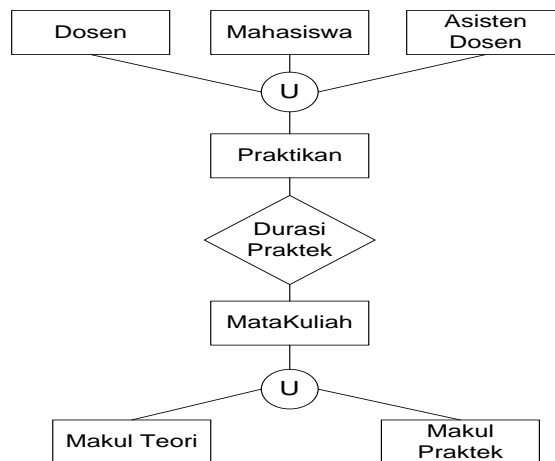 Dosen
Mahasiswa
Asisten
Dosen
U
Praktikan
Durasi
Praktek
MataKuliah
U
Makul Teori
Makul
Praktek